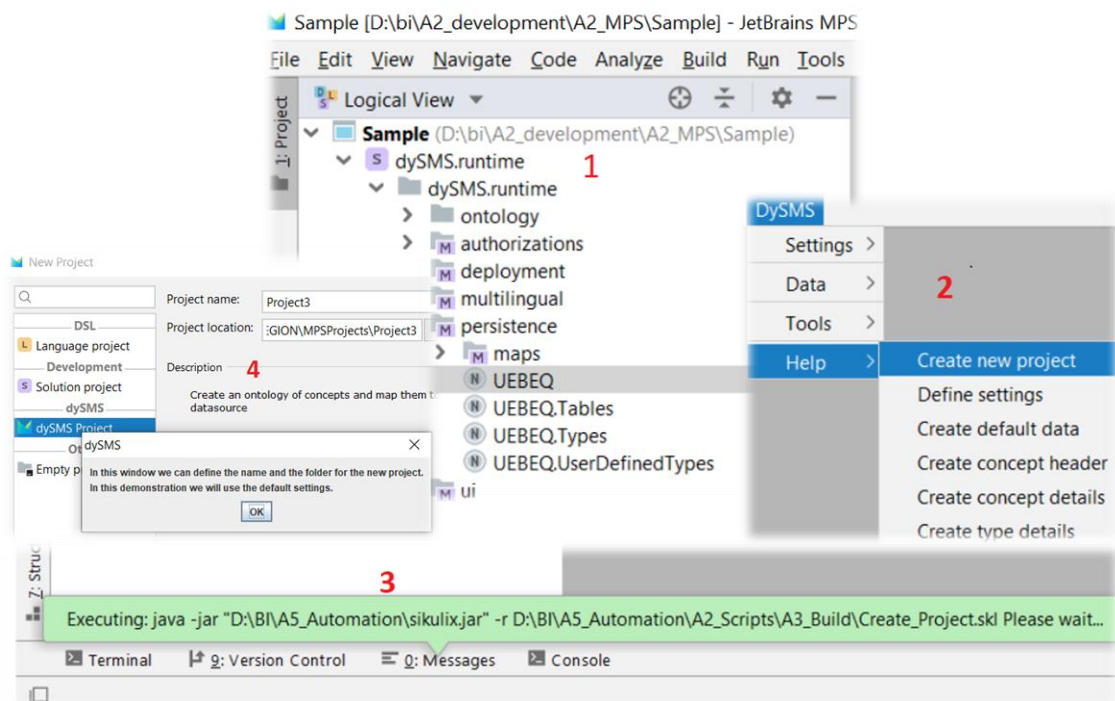 Sample [D:\bi\A2_development\A2_MPS\Sample] - JetBrains MPS
File Edit View Navigate Code Analyze Build Run Tools
1: Project
Logical View
Sample (D:\bi\A2_development\A2_MPS\Sample)
dySMS.runtime
1
dySMS.runtime
ontology
authorizations
deployment
multilingual
persistence
maps
UEBEQ
UEBEQ.Tables
UEBEQ.Types
UEBEQ.UserDefinedTypes
ui
DySMS
Settings
Data
2
Tools
Help
Create new project
Define settings
Create default data
Create concept header
Create concept details
Create type details
New Project
Project name: Project3
DSL
Project location: :GION\MPSProjects\Project3
Language project
Development
Description
4
Solution project
Create an ontology of concepts and map them t
datasource
dySMS
dySMS Project
Ot
Empty p
dySMS
In this window we can define the name and the folder for the new project.
In this demonstration we will use the default settings.
OK
7: Struc
3
Executing: java -jar "D:\BI\A5_Automation\sikulix.jar" -r D:\BI\A5_Automation\A2_Scripts\A3_Build\Create_Project.skl Please wait...
Terminal 9: Version Control 0: Messages Console